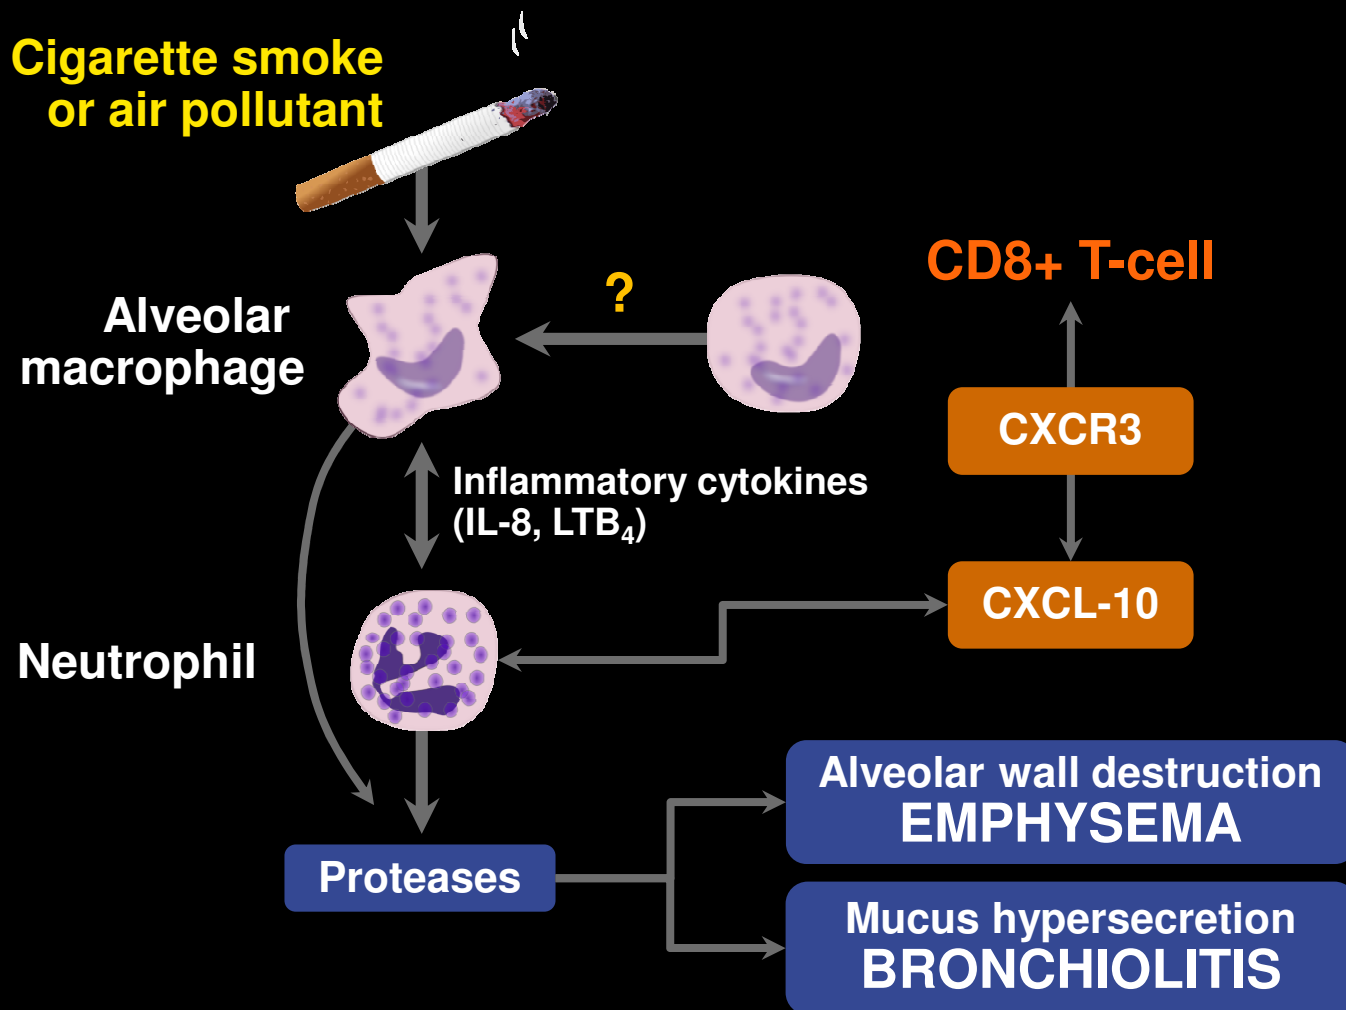 Cigarette smoke
or air pollutant
CD8+ T-cell
?
Alveolar
macrophage
CXCR3
Inflammatory cytokines
(IL-8, LTB₄)
CXCL-10
Neutrophil
Alveolar wall destruction
EMPHYSEMA
Proteases
Mucus hypersecretion
BRONCHIOLITIS